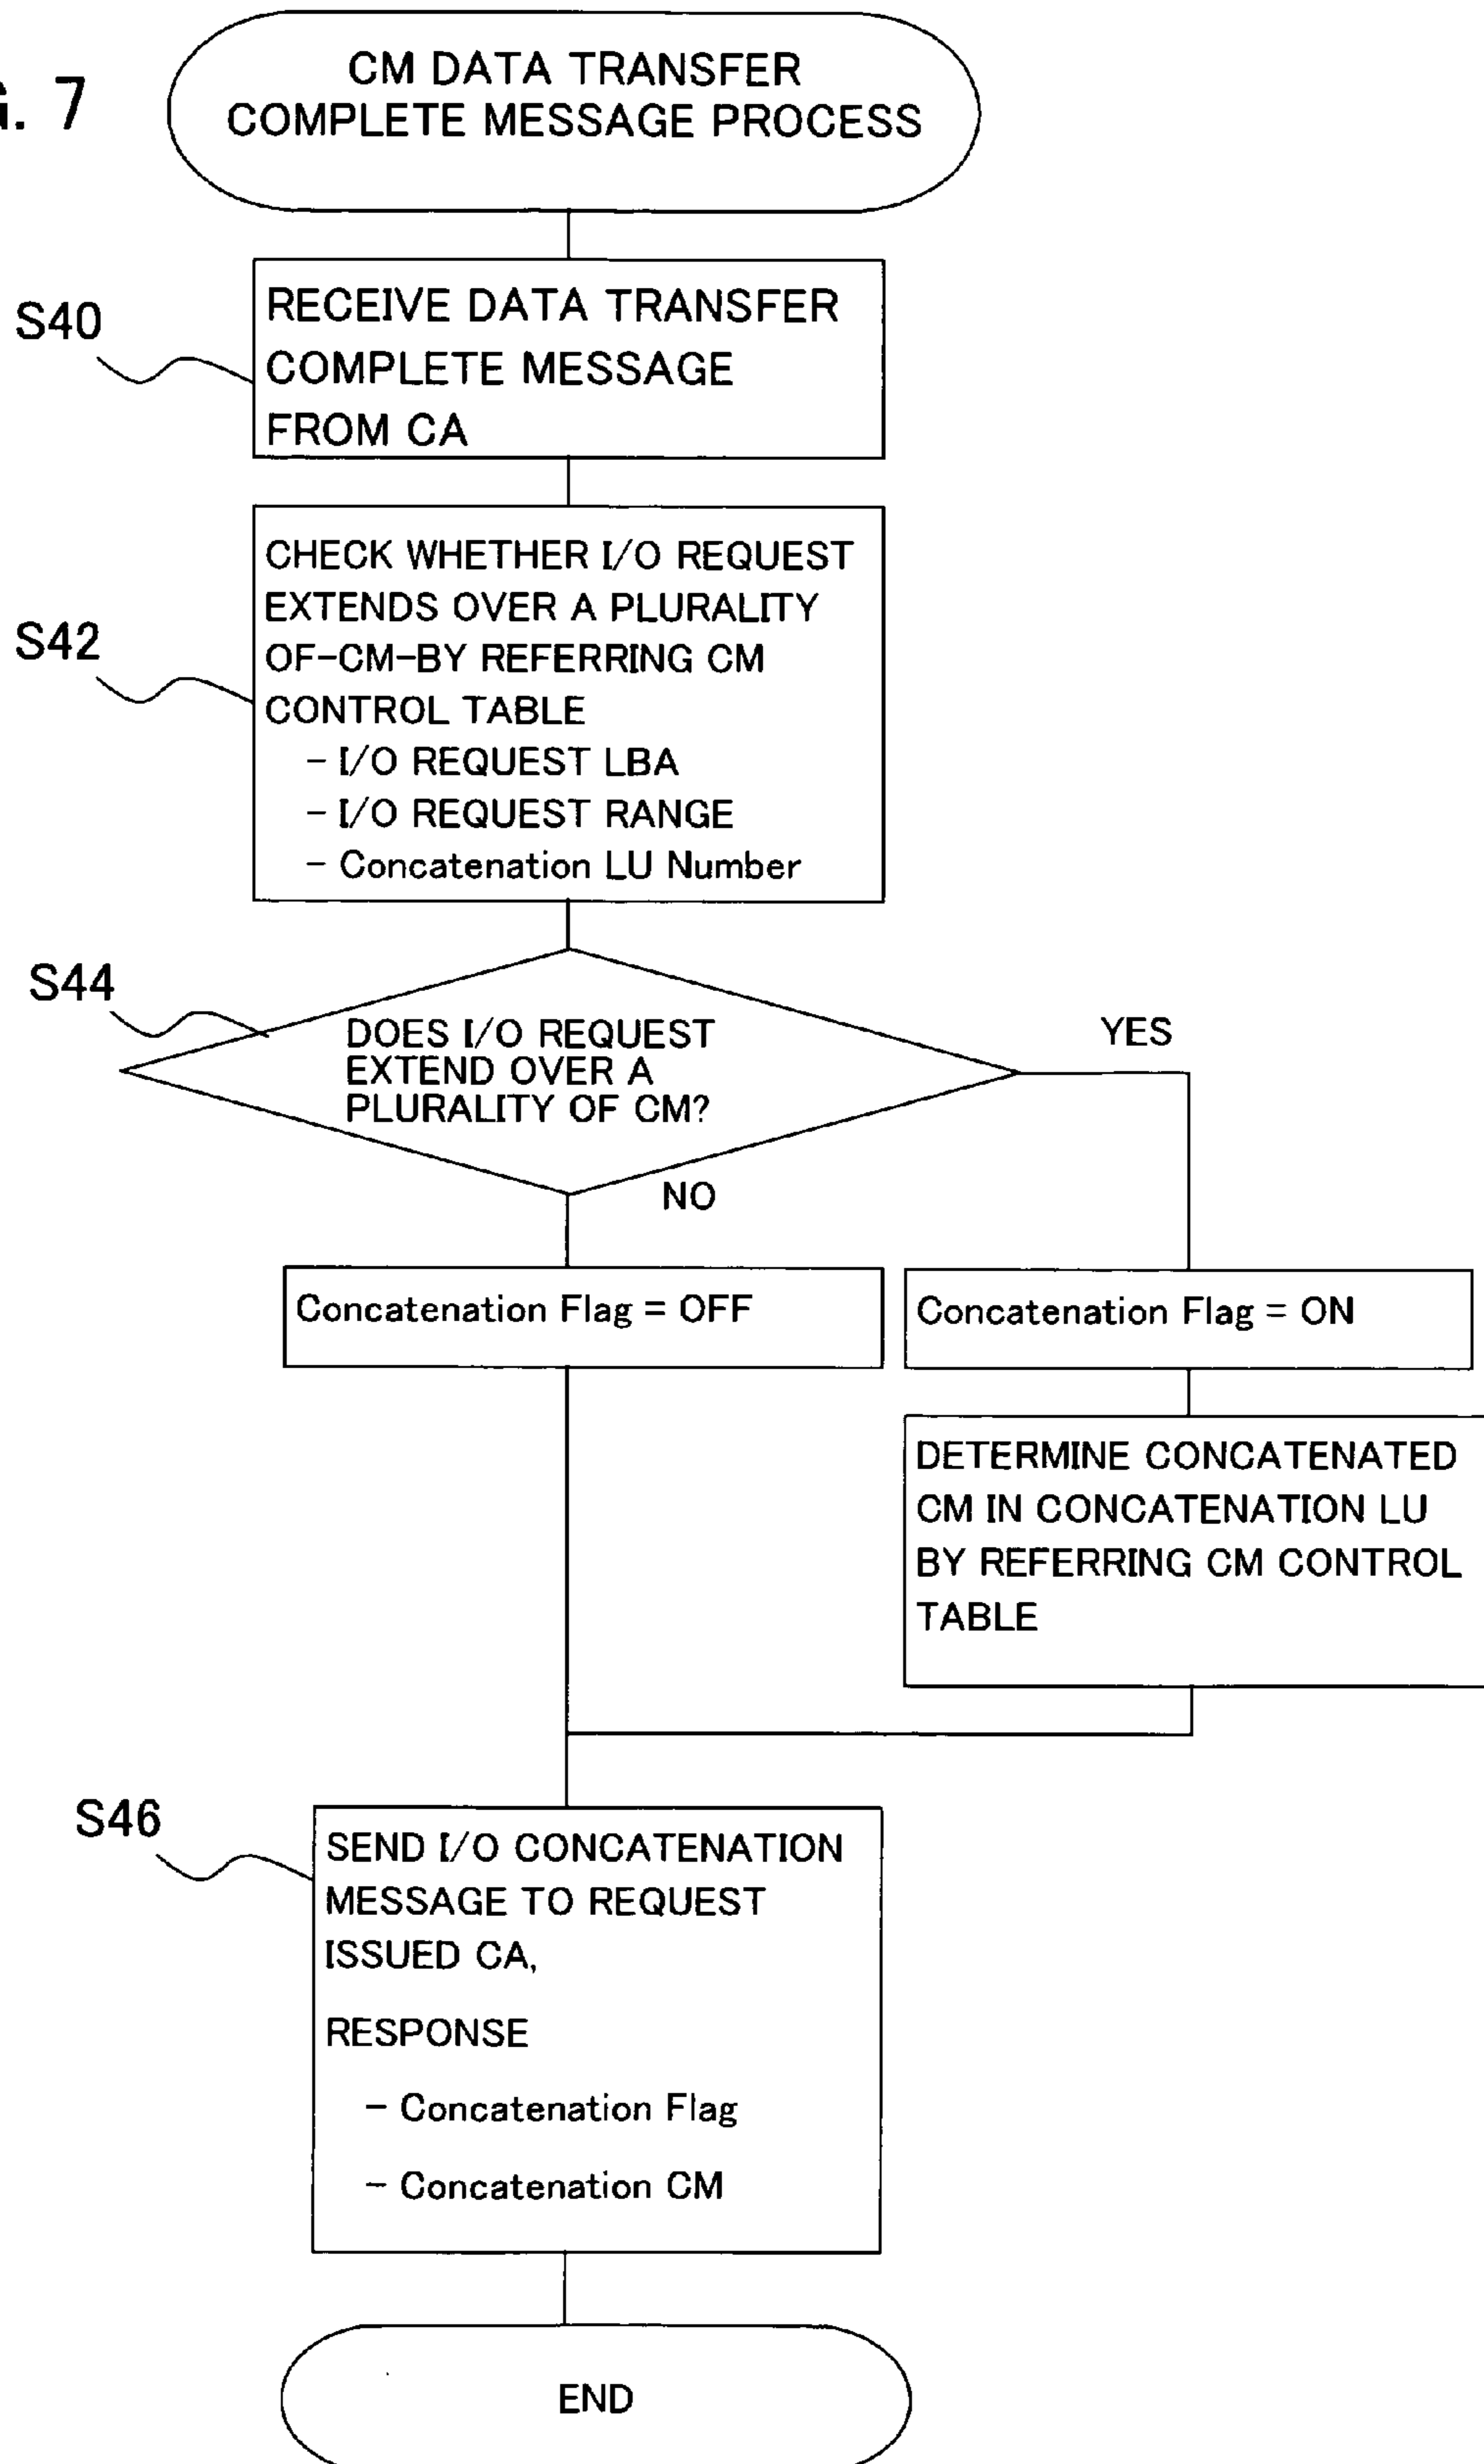 G. 7
CM DATA TRANSFER
COMPLETE MESSAGE PROCESS
S40
RECEIVE DATA TRANSFER
COMPLETE MESSAGE
FROM CA
S42
CHECK WHETHER I/O REQUEST
EXTENDS OVER A PLURALITY
OF-CM-BY REFERRING CM
CONTROL TABLE
- I/O REQUEST LBA
- I/O REQUEST RANGE
- Concatenation LU Number
S44
DOES I/O REQUEST
EXTEND OVER A
PLURALITY OF CM?
YES
NO
Concatenation Flag = OFF
Concatenation Flag = ON
DETERMINE CONCATENATED
CM IN CONCATENATION LU
BY REFERRING CM CONTROL
TABLE
S46
SEND I/O CONCATENATION
MESSAGE TO REQUEST
ISSUED CA,
RESPONSE
- Concatenation Flag
- Concatenation CM
END